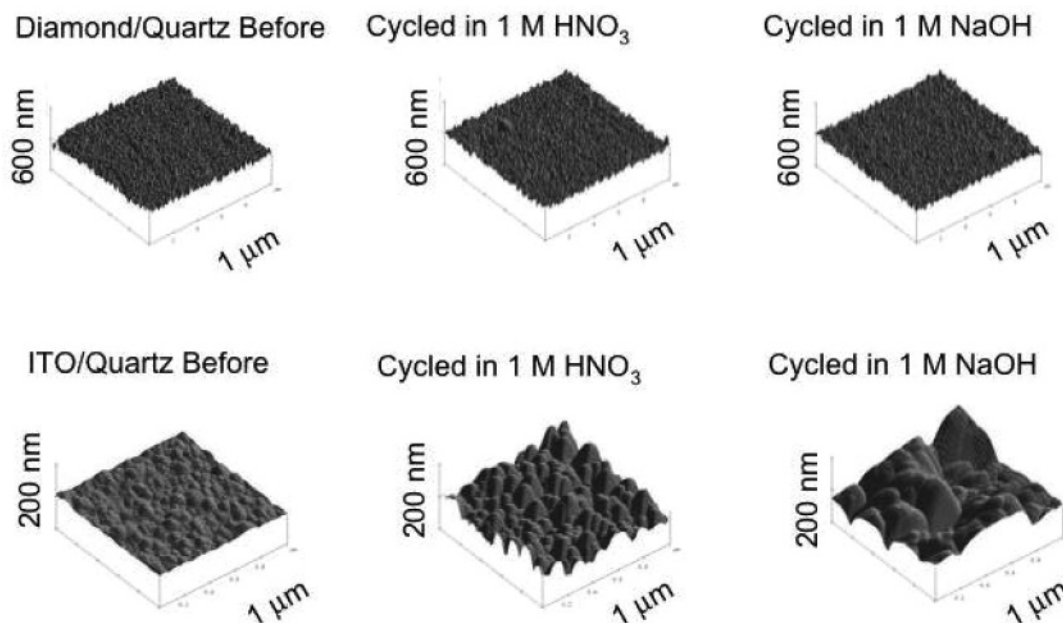 Diamond/Quartz Before
Cycled in 1 M HNO₃
Cycled in 1 M NaOH
600 nm
1 μm
600 nm
1 μm
600 nm
1 μm
ITO/Quartz Before
Cycled in 1 M HNO₃
Cycled in 1 M NaOH
200 nm
1 μm
200 nm
1 μm
200 nm
1 μm